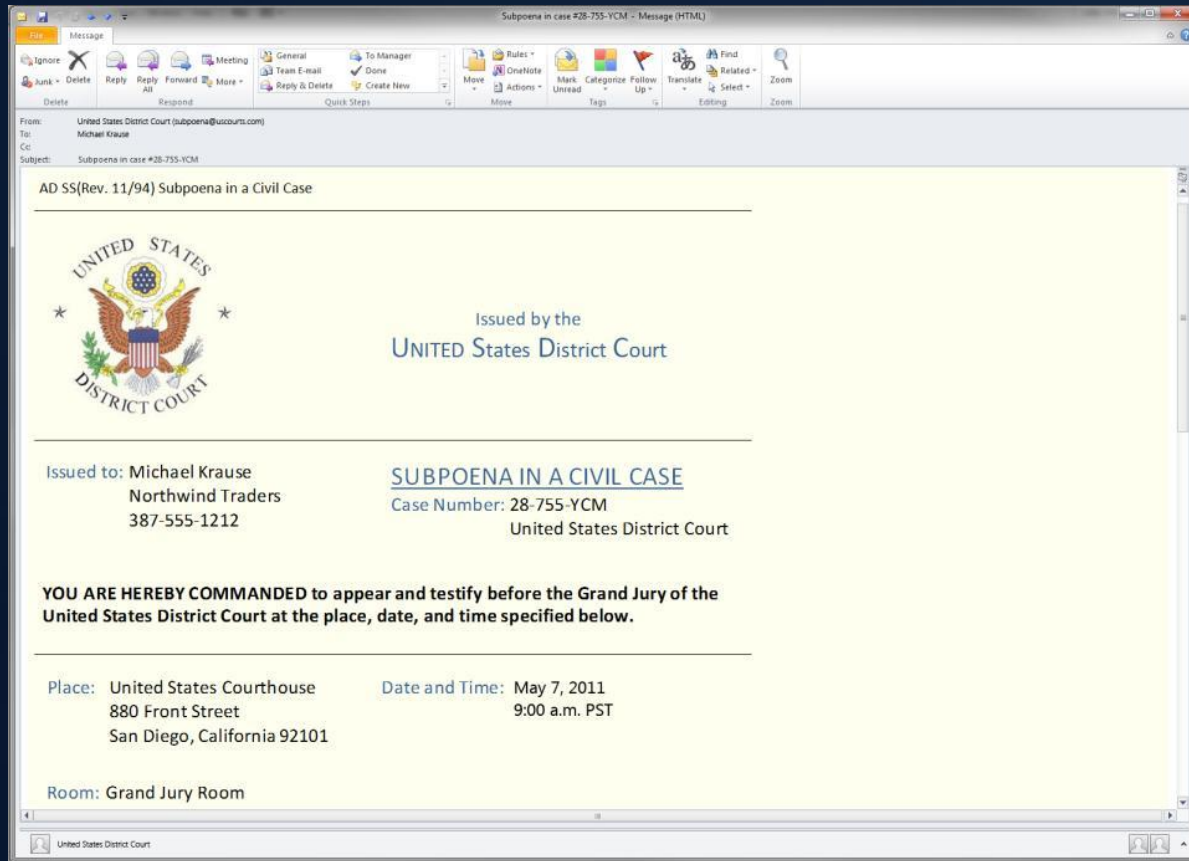 Subpoena in case #28-755-YCM - Message (HTML)
File Message
Ignore
Junk Delete
Delete
Reply Reply All Forward Meeting More
Respond
General To Manager
Team E-mail Done
Reply & Delete Create New
Quick Steps
Move Rules OneNote Actions
Move
Mark Unread Categorize Follow Up
Tags
Translate Find Related Select
Editing
Zoom
Zoom
From: United States District Court (subpoena@uscourts.com)
To: Michael Krause
Cc:
Subject: Subpoena in case #28-755-YCM
AD SS(Rev. 11/94) Subpoena in a Civil Case
UNITED STATES
DISTRICT COURT
Issued by the
UNITED States District Court
Issued to: Michael Krause
Northwind Traders
387-555-1212
SUBPOENA IN A CIVIL CASE
Case Number: 28-755-YCM
United States District Court
YOU ARE HEREBY COMMANDED to appear and testify before the Grand Jury of the
United States District Court at the place, date, and time specified below.
Place: United States Courthouse
880 Front Street
San Diego, California 92101
Date and Time: May 7, 2011
9:00 a.m. PST
Room: Grand Jury Room
United States District Court